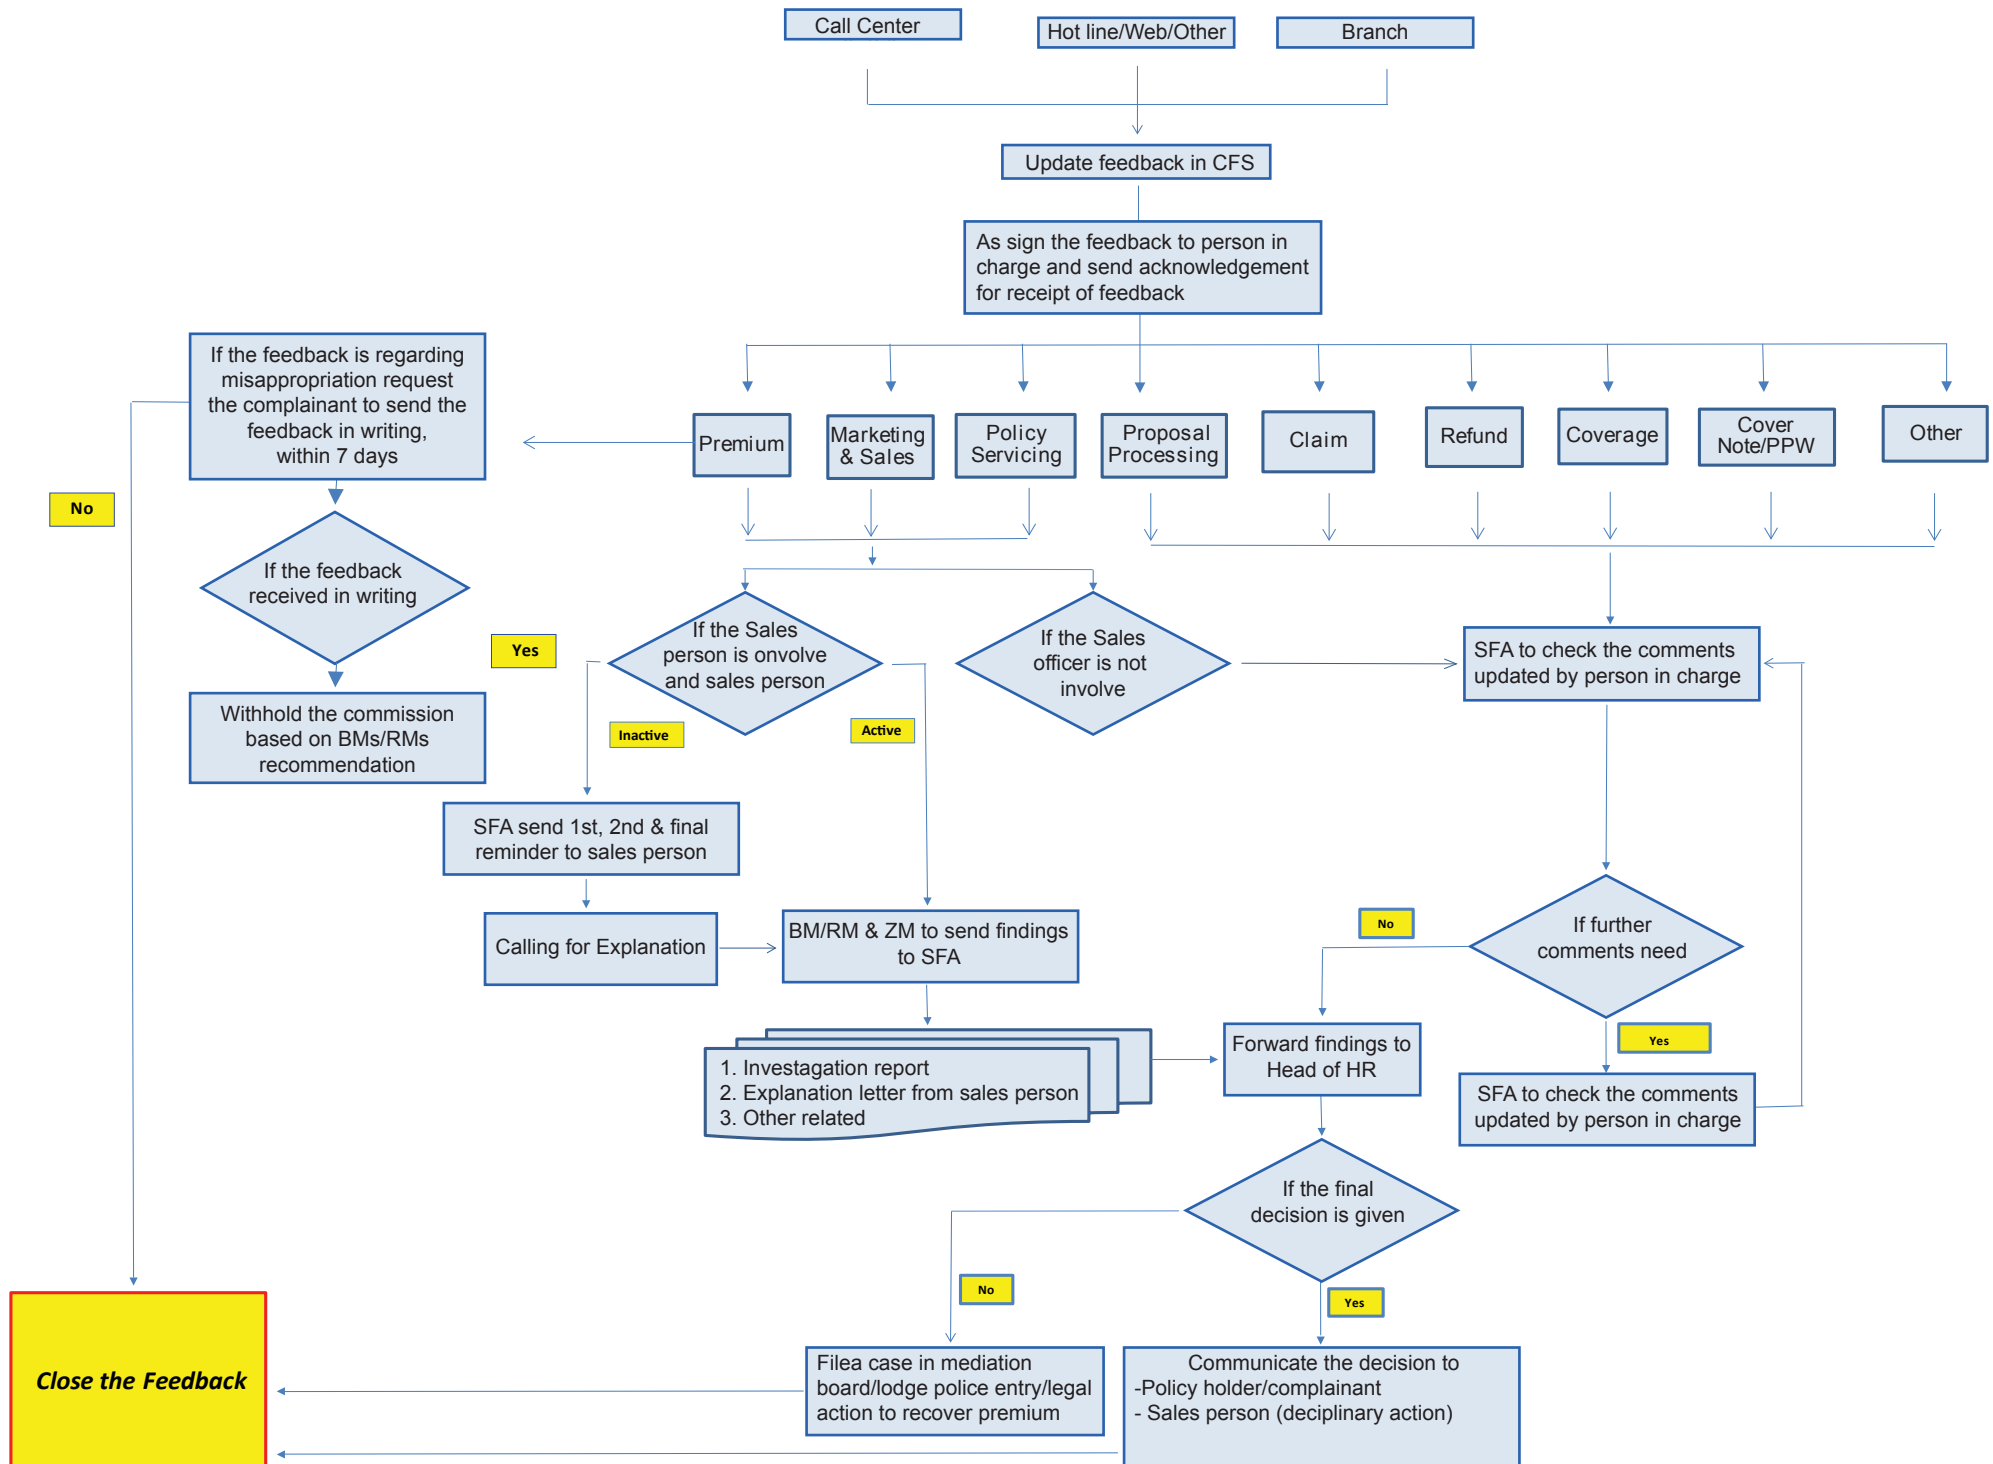 Call Center
Hot line/Web/Other
Branch
Update feedback in CFS
As sign the feedback to person in
charge and send acknowledgement
for receipt of feedback
If the feedback is regarding
misappropriation request
the complainant to send the
feedback in writing,
within 7 days
Premium
Marketing
& Sales
Policy
Servicing
Proposal
Processing
Claim
Refund
Coverage
Cover
Note/PPW
Other
No
If the feedback
received in writing
Yes
If the Sales
person is onvolve
and sales person
If the Sales
officer is not
involve
SFA to check the comments
updated by person in charge
Withhold the commission
based on BMs/RMs
recommendation
Inactive
Active
SFA send 1st, 2nd & final
reminder to sales person
Calling for Explanation
BM/RM & ZM to send findings
to SFA
No
If further
comments need
Yes
1. Investagation report
2. Explanation letter from sales person
3. Other related
Forward findings to
Head of HR
SFA to check the comments
updated by person in charge
If the final
decision is given
No
Yes
Close the Feedback
Filea case in mediation
board/lodge police entry/legal
action to recover premium
Communicate the decision to
-Policy holder/complainant
- Sales person (deciplinary action)